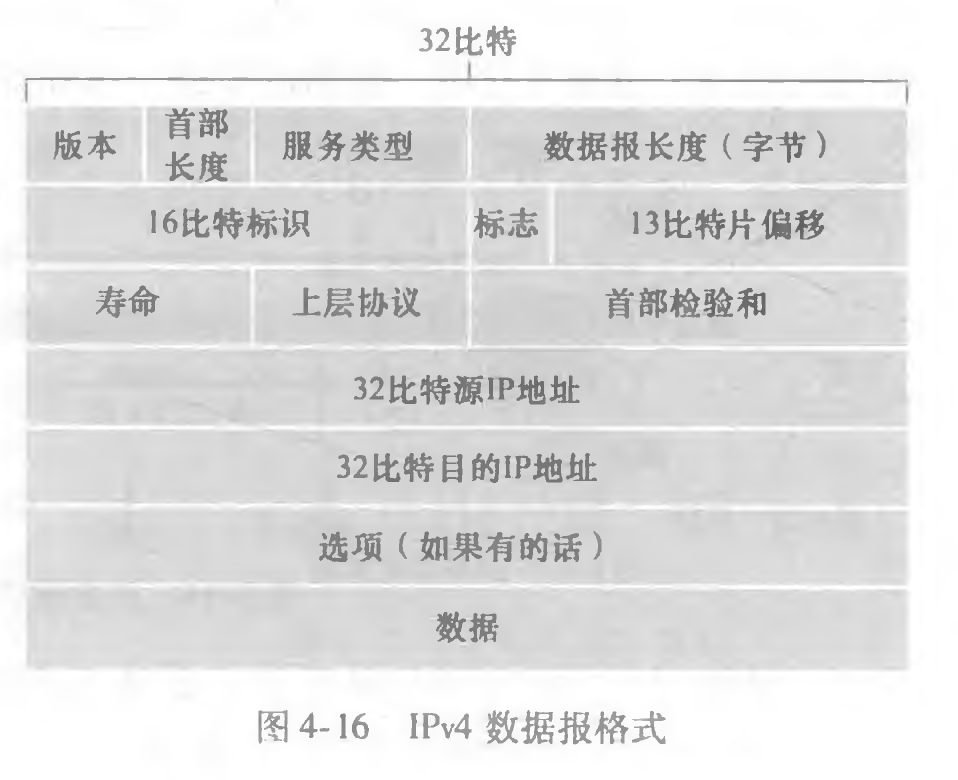 32比特
版本 首部长度 服务类型 数据报长度（字节）
16比特标识 标志 13比特片偏移
寿命 上层协议 首部检验和
32比特源IP地址
32比特目的IP地址
选项（如果有的话）
数据
图 4-16 IPv4 数据报格式